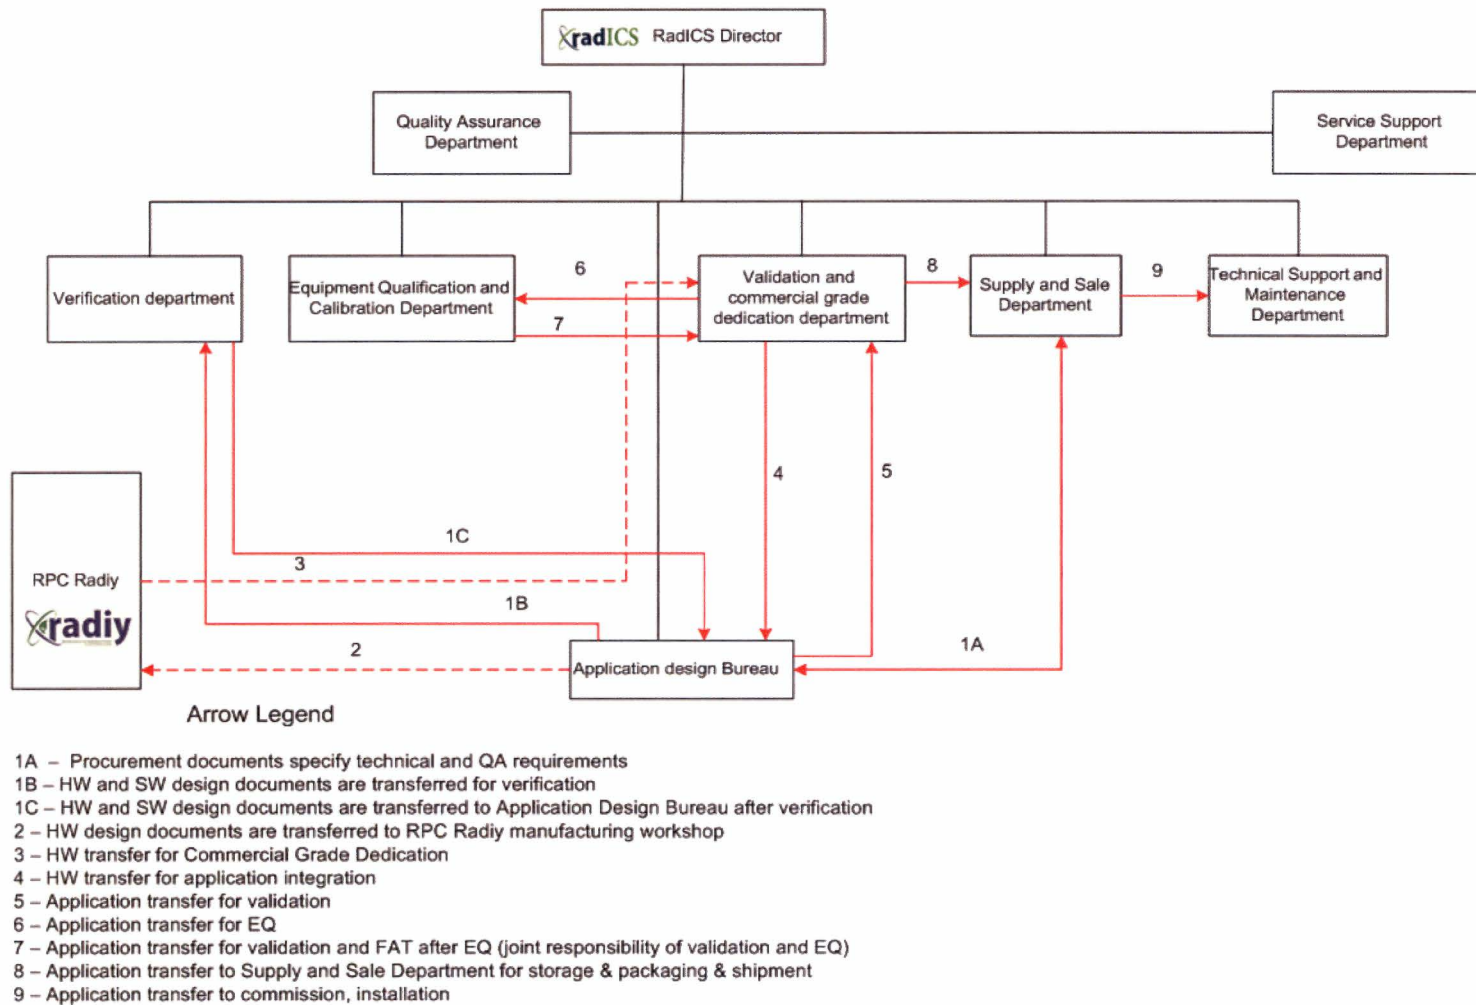 radICS RadICS Director
Quality Assurance
Department
Service Support
Department
Verification department
Equipment Qualification and
Calibration Department
6
7
Validation and
commercial grade
dedication department
8
Supply and Sale
Department
9
Technical Support and
Maintenance
Department
4
5
1C
3
RPC Radiy
radiy
1B
2
Application design Bureau
1A
Arrow Legend
1A – Procurement documents specify technical and QA requirements
1B – HW and SW design documents are transferred for verification
1C – HW and SW design documents are transferred to Application Design Bureau after verification
2 – HW design documents are transferred to RPC Radiy manufacturing workshop
3 – HW transfer for Commercial Grade Dedication
4 – HW transfer for application integration
5 – Application transfer for validation
6 – Application transfer for EQ
7 – Application transfer for validation and FAT after EQ (joint responsibility of validation and EQ)
8 – Application transfer to Supply and Sale Department for storage & packaging & shipment
9 – Application transfer to commission, installation